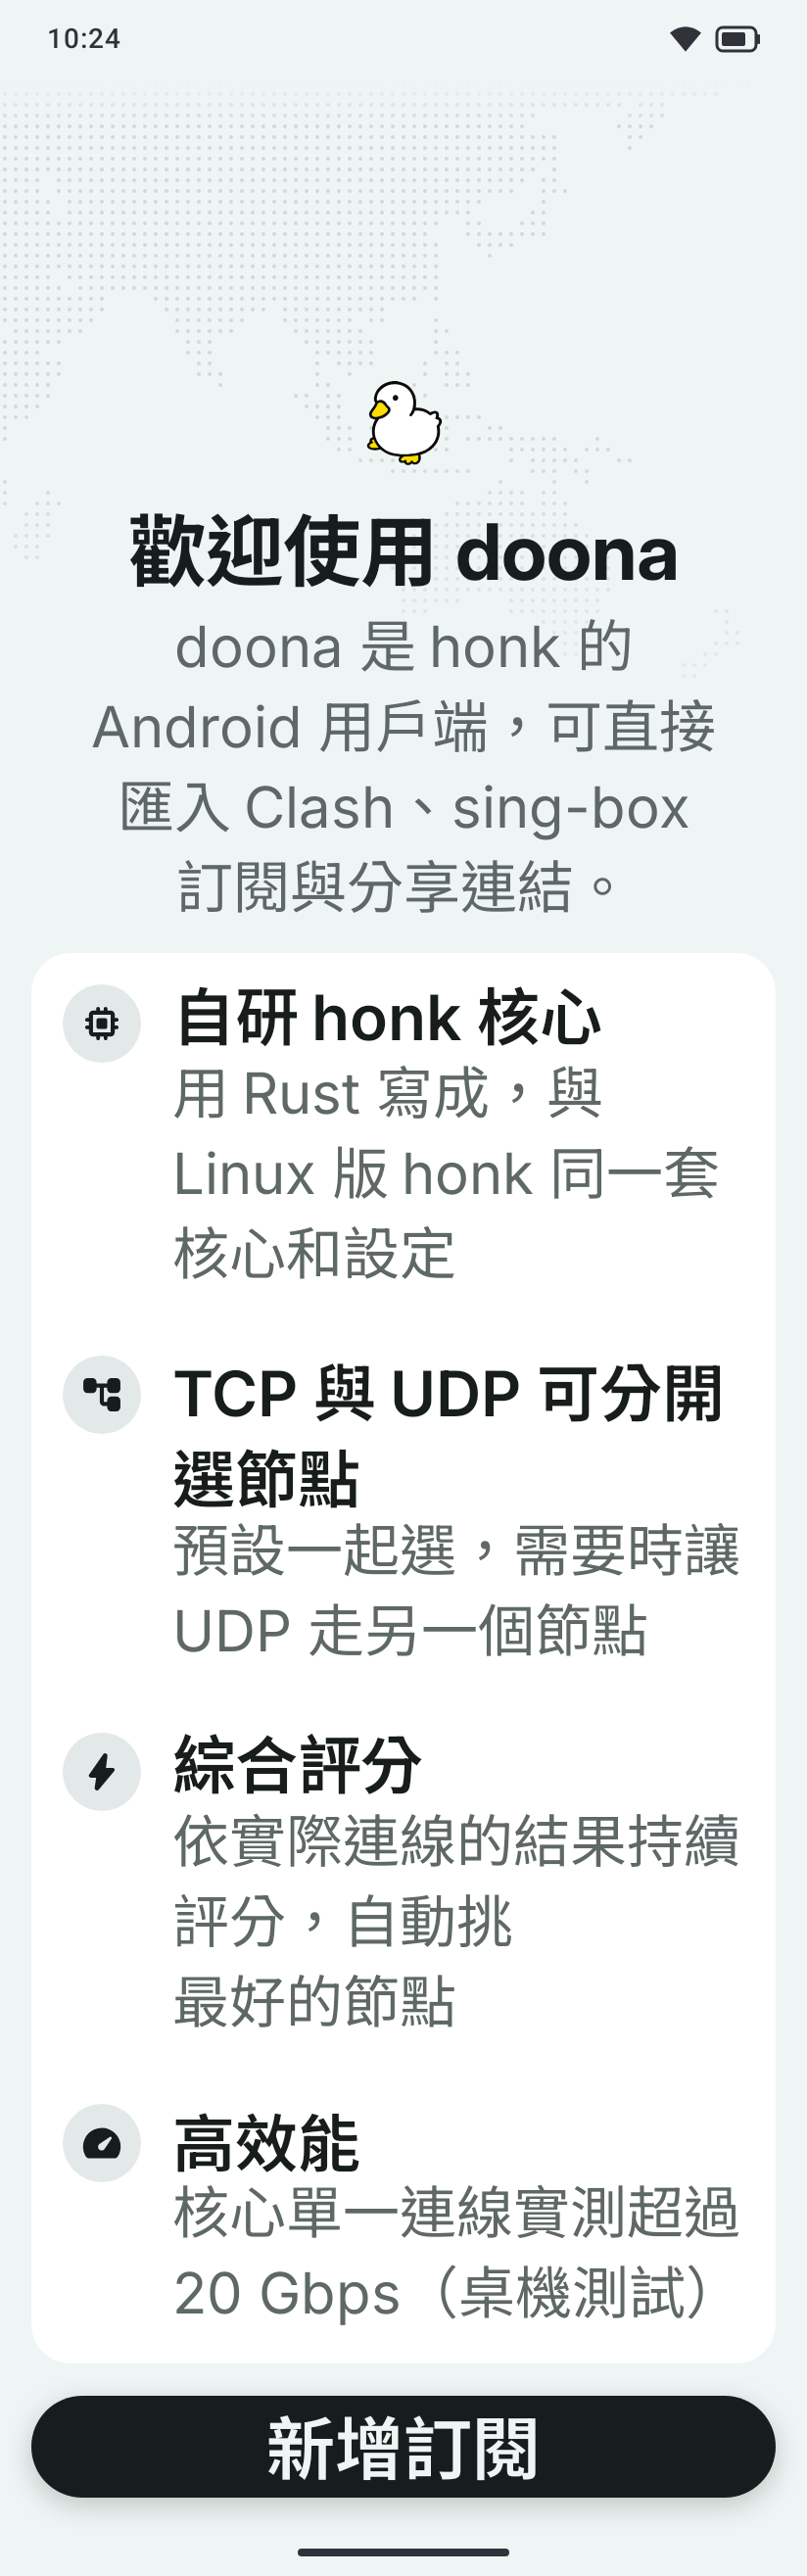 10:24
歡迎使用 doona
doona 是 honk 的
Android 用戶端，可直接
匯入 Clash、sing-box
訂閱與分享連結。
自研 honk 核心
用 Rust 寫成，與
Linux 版 honk 同一套
核心和設定
TCP 與 UDP 可分開
選節點
預設一起選，需要時讓
UDP 走另一個節點
綜合評分
依實際連線的結果持續
評分，自動挑
最好的節點
高效能
核心單一連線實測超過
20 Gbps（桌機測試）
新增訂閱